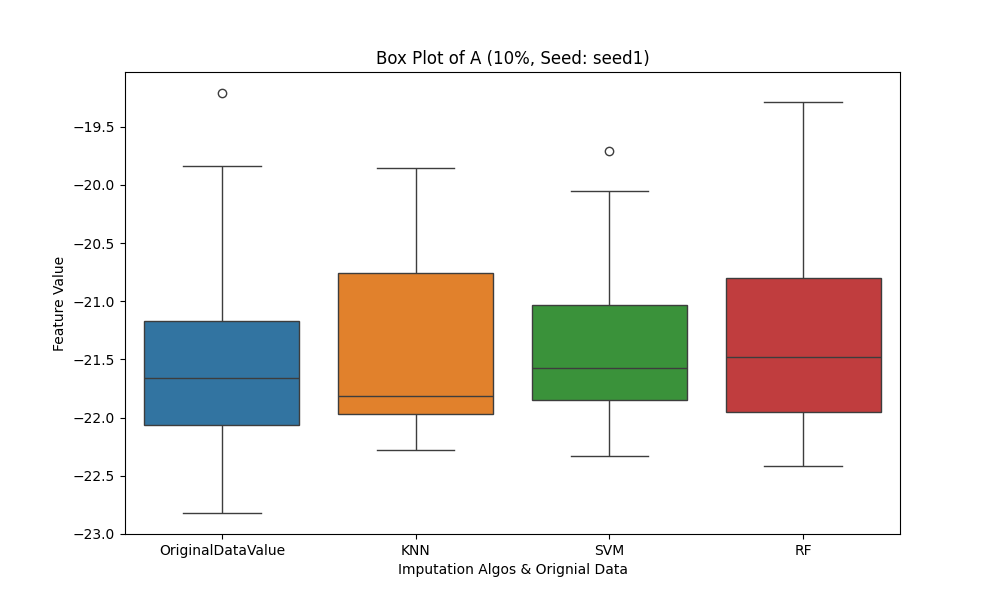 Box Plot of A (10%, Seed: seed1)
Feature Value
−19.5
−20.0
−20.5
−21.0
−21.5
−22.0
−22.5
−23.0
OriginalDataValue KNN SVM RF
Imputation Algos & Orignial Data